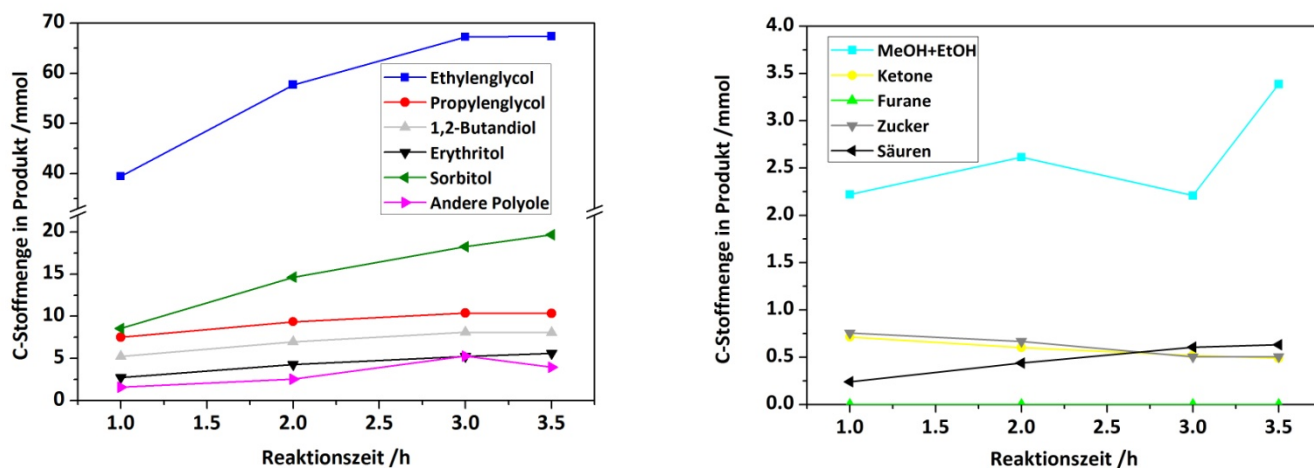 70
60
50
40
20
15
10
5
0
C-Stoffmenge in Produkt /mmol
Ethylenglycol
Propylenglycol
1,2-Butandiol
Erythritol
Sorbitol
Andere Polyole
1.0 1.5 2.0 2.5 3.0 3.5
Reaktionszeit /h
4.0
3.5
3.0
2.5
2.0
1.5
1.0
0.5
0.0
C-Stoffmenge in Produkt /mmol
MeOH+EtOH
Ketone
Furane
Zucker
Säuren
1.0 1.5 2.0 2.5 3.0 3.5
Reaktionszeit /h